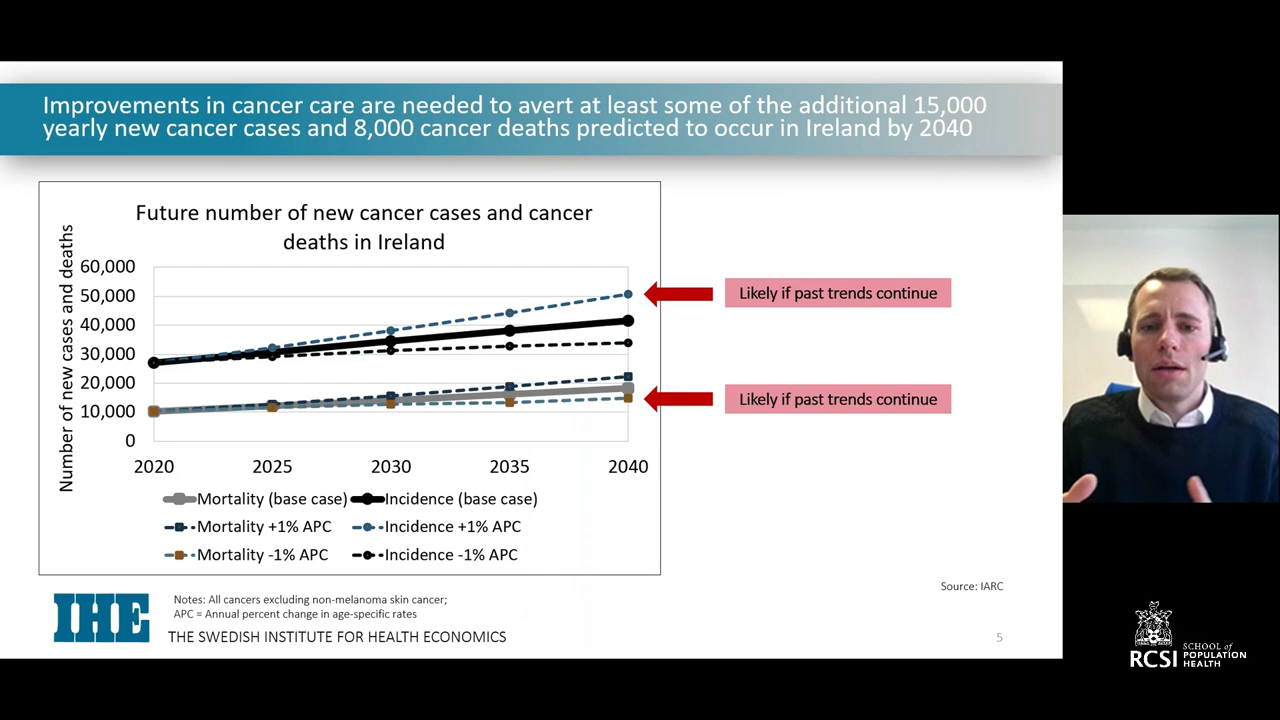 Improvements in cancer care are needed to avert at least some of the additional 15,000
yearly new cancer cases and 8,000 cancer deaths predicted to occur in Ireland by 2040
Future number of new cancer cases and cancer
deaths in Ireland
Number of new cases and deaths
60,000
50,000
40,000
30,000
20,000
10,000
0
2020 2025 2030 2035 2040
Mortality (base case) Incidence (base case)
Mortality +1% APC Incidence +1% APC
Mortality -1% APC Incidence -1% APC
Likely if past trends continue
Likely if past trends continue
Source: IARC
Notes: All cancers excluding non-melanoma skin cancer;
APC = Annual percent change in age-specific rates
IHE
THE SWEDISH INSTITUTE FOR HEALTH ECONOMICS
5
RCSI
SCHOOL of
POPULATION
HEALTH